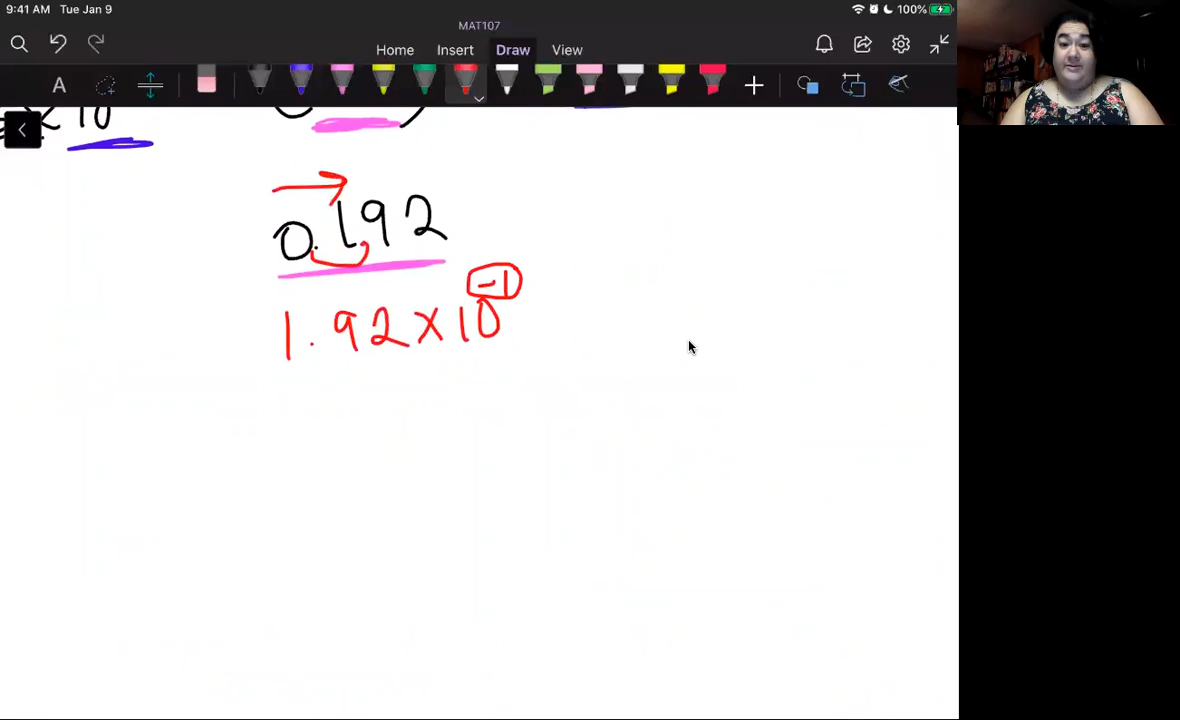 9:41 AM Tue Jan 9
100%
MAT107
Home Insert Draw View
A
x 10
0.192
-1
1.92 x 10